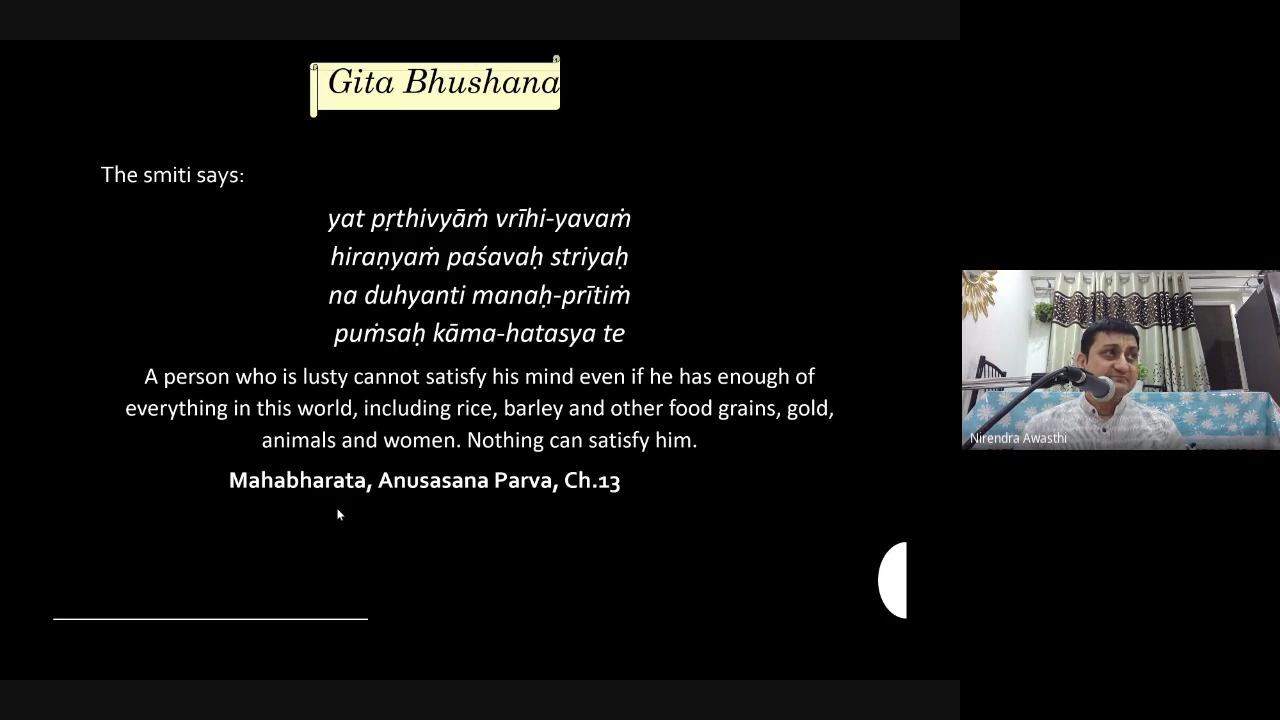 Gita Bhushana
The smiti says:
yat pṛthivyāṁ vrīhi-yavaṁ
hiraṇyaṁ paśavaḥ striyaḥ
na duhyanti manaḥ-prītiṁ
puṁsaḥ kāma-hatasya te
A person who is lusty cannot satisfy his mind even if he has enough of
everything in this world, including rice, barley and other food grains, gold,
animals and women. Nothing can satisfy him.
Mahabharata, Anusasana Parva, Ch.13
Nirendra Awasthi